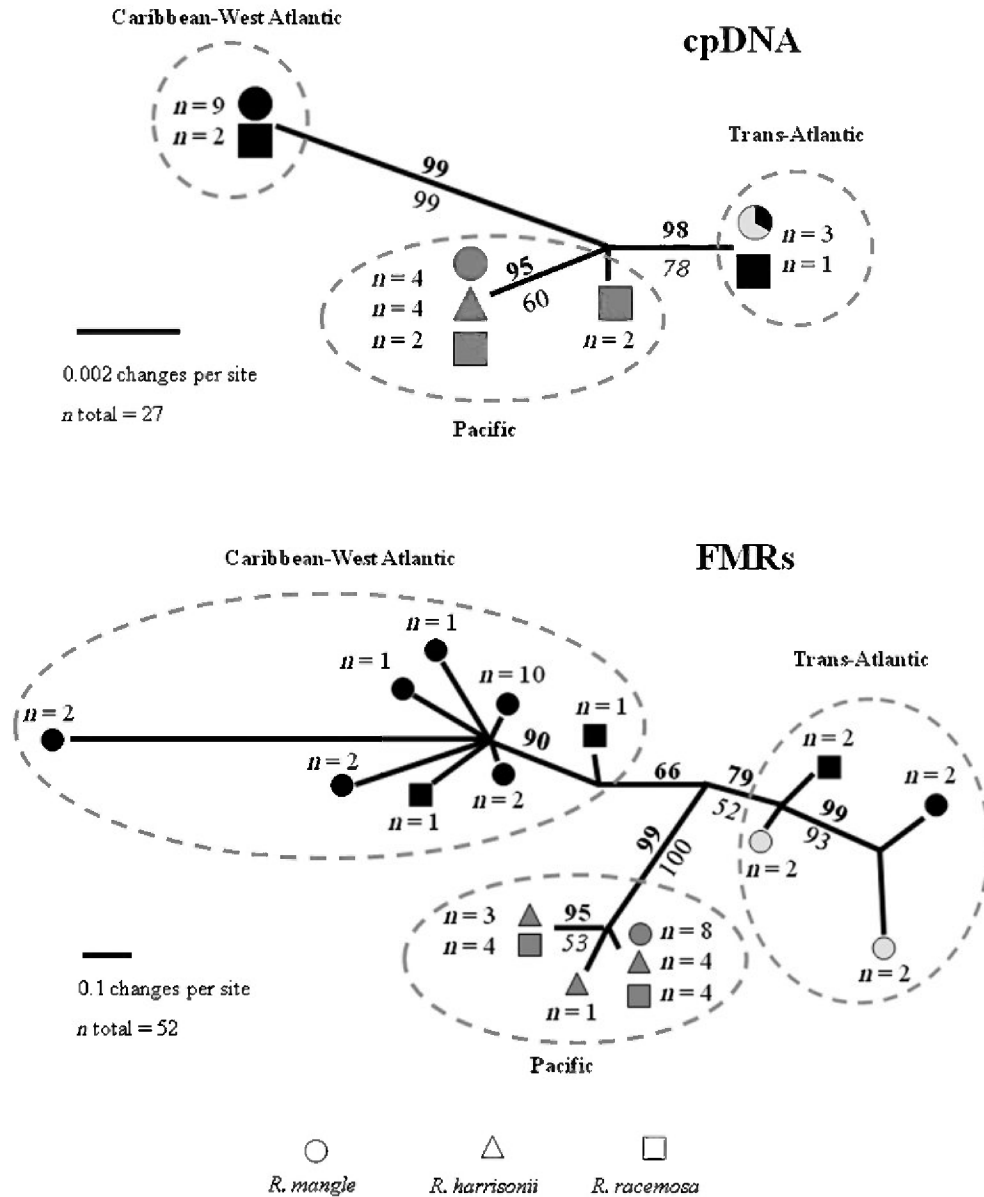 Caribbean-West Atlantic
cpDNA
n = 9
n = 2
Trans-Atlantic
99
99
98
78
n = 3
n = 1
n = 4
n = 4
n = 2
95
60
n = 2
0.002 changes per site
n total = 27
Pacific
Caribbean-West Atlantic
FMRs
n = 1
n = 1
n = 10
n = 2
n = 1
Trans-Atlantic
n = 2
n = 2
n = 1
n = 2
90
66
79
52
n = 2
n = 2
99
93
n = 2
n = 2
99
100
n = 3
n = 4
95
53
n = 8
n = 4
n = 4
n = 1
0.1 changes per site
n total = 52
Pacific
R. mangle
R. harrisonii
R. racemosa